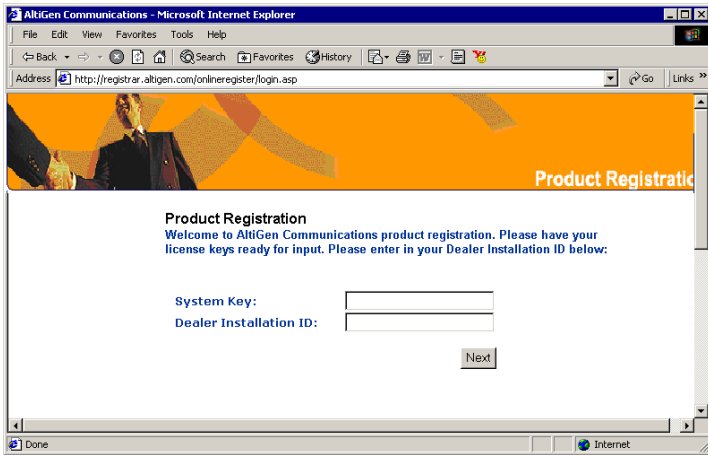 AltiGen Communications - Microsoft Internet Explorer
File Edit View Favorites Tools Help
Back Search Favorites History
Address http://registrar.altigen.com/onlineregister/login.asp Go Links »
Product Registratio
Product Registration
Welcome to AltiGen Communications product registration. Please have your
license keys ready for input. Please enter in your Dealer Installation ID below:
System Key:
Dealer Installation ID:
Next
Done Internet